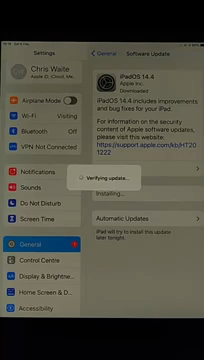 Settings
Chris Waite
Apple ID, iCloud, Me...
Airplane Mode
Wi-Fi Visiting
Bluetooth Off
VPN Not Connected
Notifications
Sounds
Do Not Disturb
Screen Time
General 1
Control Centre
Display & Brightne...
Home Screen & D...
Accessibility
General Software Update
iPadOS 14.4
Apple Inc.
Downloaded
iPadOS 14.4 includes improvements
and bug fixes for your iPad.
For information on the security
content of Apple software updates,
please visit this website:
https://support.apple.com/kb/HT20
1222
Verifying update...
Installing...
Automatic Updates
iPad will try to install this update
later tonight.